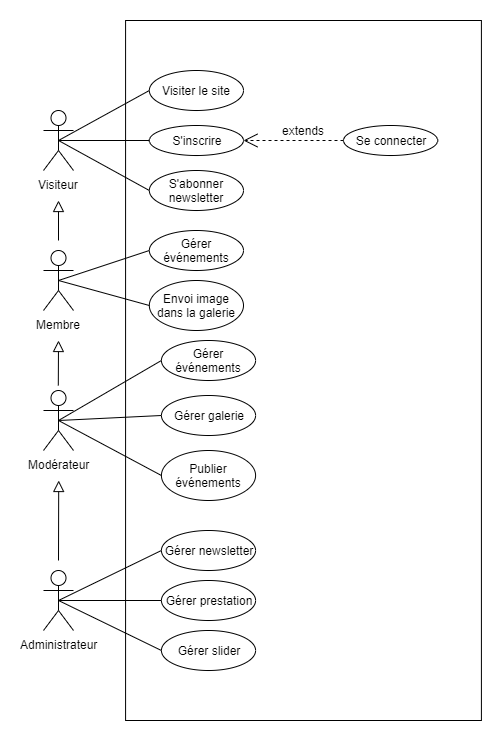 Visiter le site
S'inscrire
extends
Se connecter
Visiteur
S'abonner
newsletter
Gérer
événements
Membre
Envoi image
dans la galerie
Gérer
événements
Gérer galerie
Modérateur
Publier
événements
Gérer newsletter
Gérer prestation
Administrateur
Gérer slider